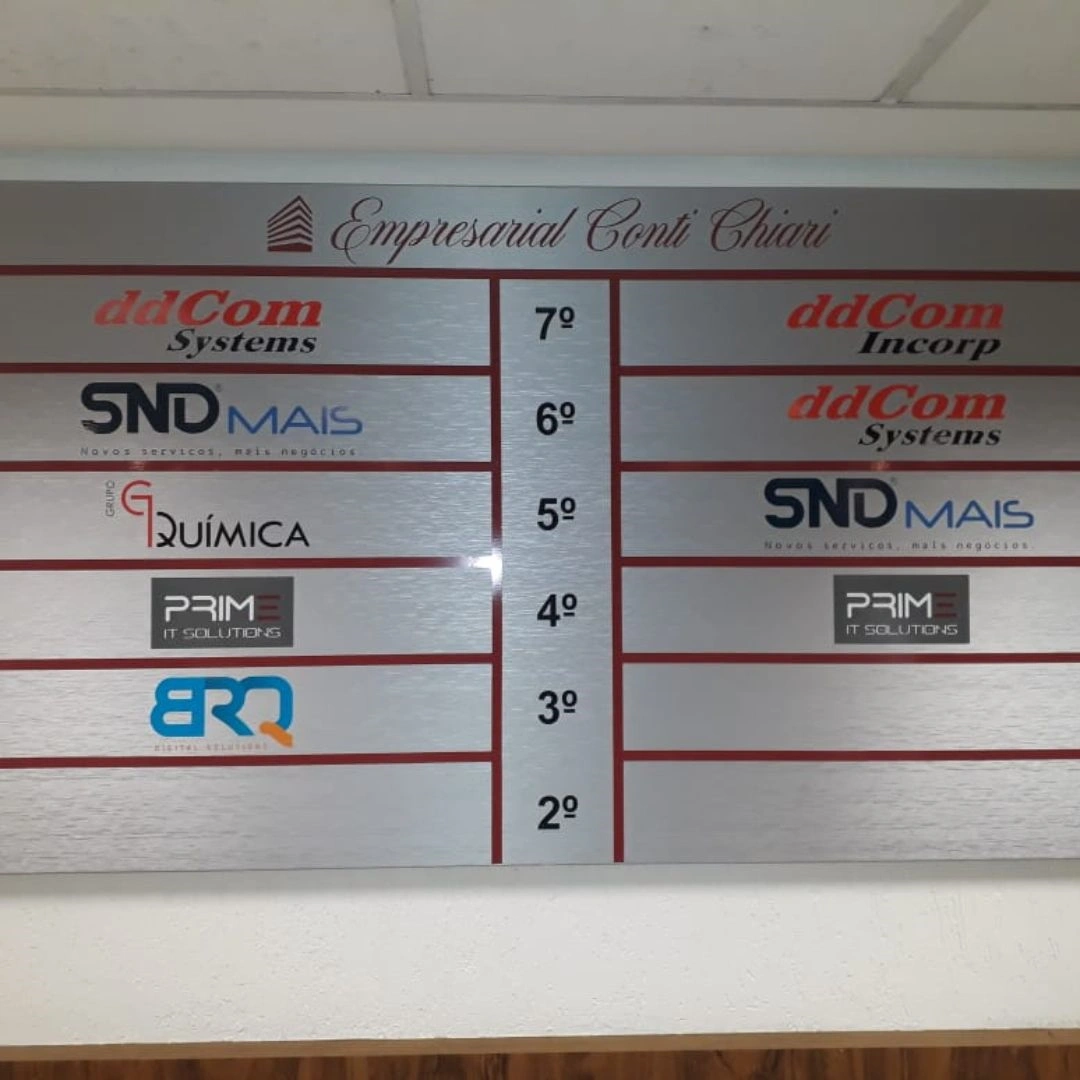 Empresarial Conti Chiari
ddCom
Systems
7º
ddCom
Incorp
SND® MAIS
Novos serviços, mais negócios
6º
ddCom
Systems
GRUPO
GQUÍMICA
5º
SND® MAIS
Novos serviços, mais negócios
PRIME
IT SOLUTIONS
4º
PRIME
IT SOLUTIONS
BRQ
DIGITAL SOLUTIONS
3º
2º